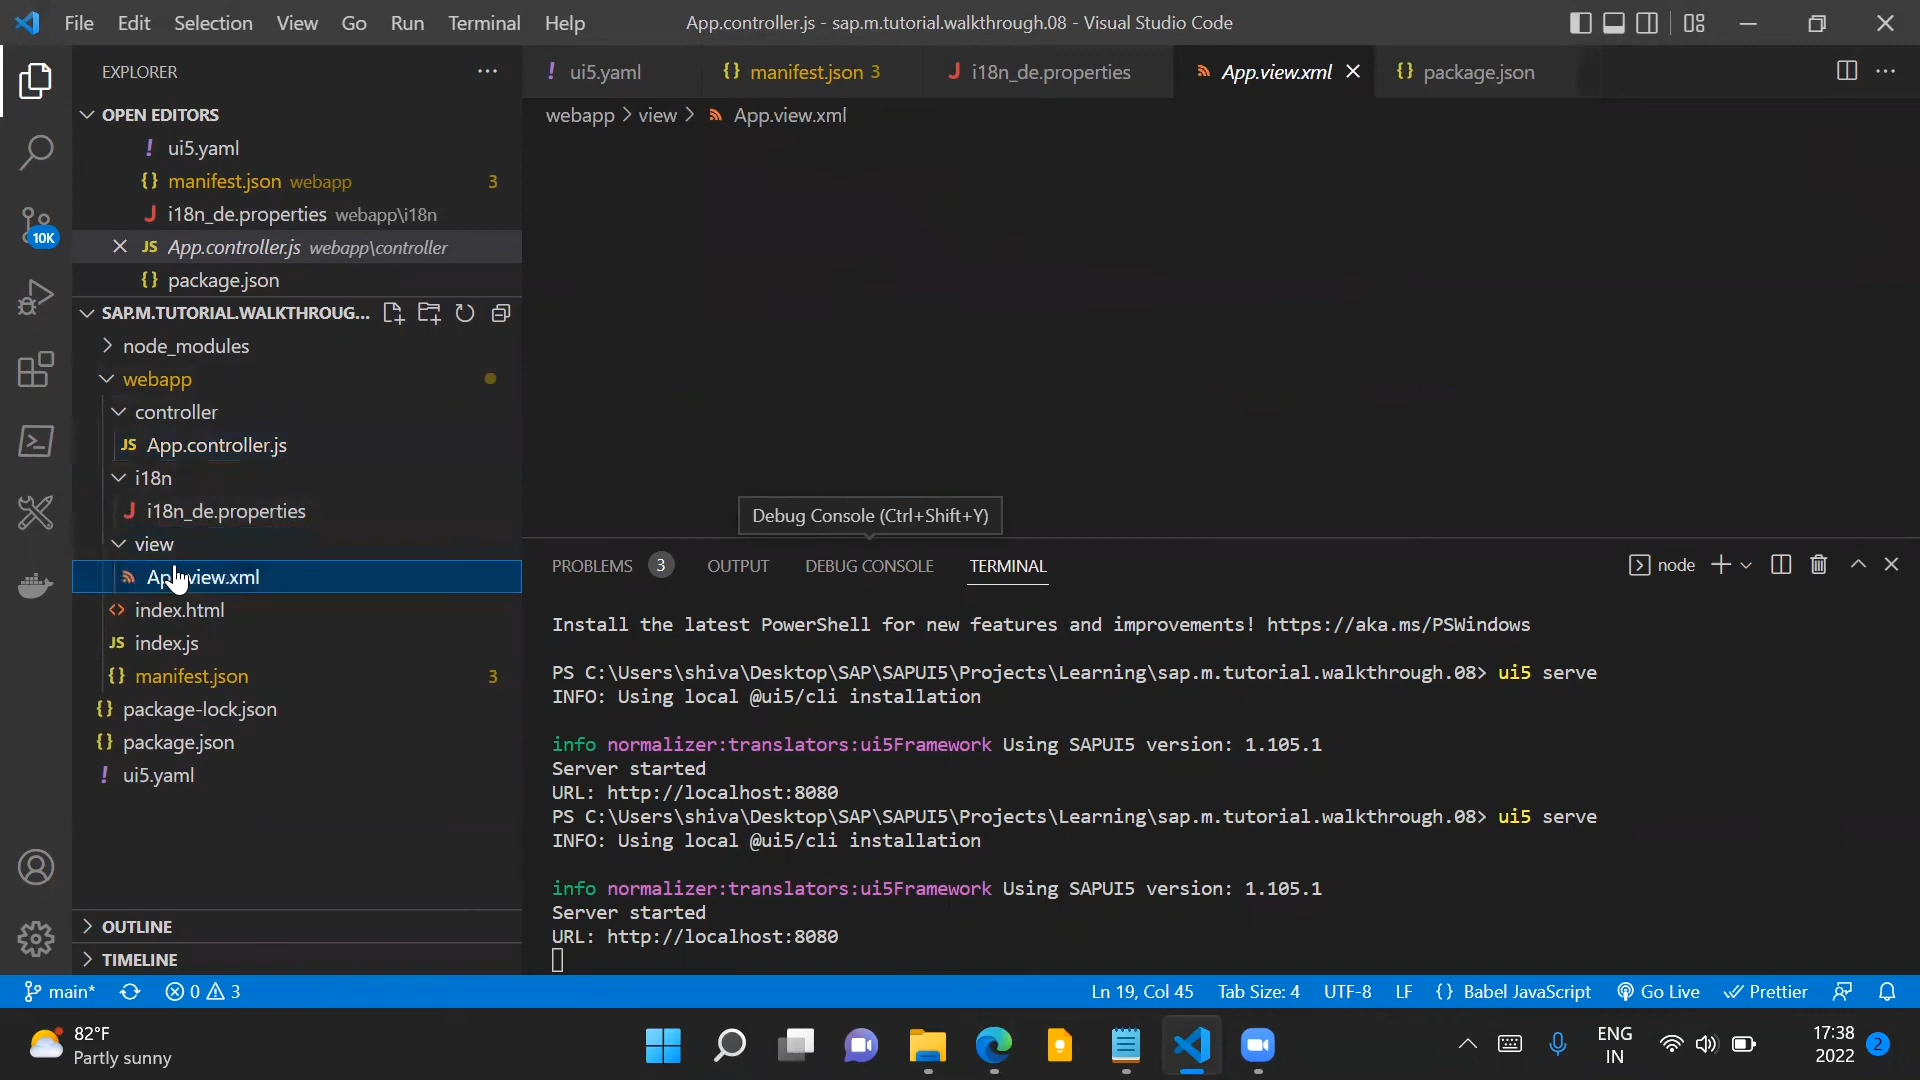 File Edit Selection View Go Run Terminal Help
App.controller.js - sap.m.tutorial.walkthrough.08 - Visual Studio Code
EXPLORER
OPEN EDITORS
! ui5.yaml
{} manifest.json webapp 3
J i18n_de.properties webapp\i18n
JS App.controller.js webapp\controller
{} package.json
SAP.M.TUTORIAL.WALKTHROUG...
node_modules
webapp
controller
JS App.controller.js
i18n
J i18n_de.properties
view
view.xml
<> index.html
JS index.js
{} manifest.json 3
{} package-lock.json
{} package.json
! ui5.yaml
OUTLINE
TIMELINE
10K
! ui5.yaml
{} manifest.json 3
J i18n_de.properties
App.view.xml
{} package.json
webapp > view > App.view.xml
Debug Console (Ctrl+Shift+Y)
PROBLEMS 3 OUTPUT DEBUG CONSOLE TERMINAL
node
Install the latest PowerShell for new features and improvements! https://aka.ms/PSWindows
PS C:\Users\shiva\Desktop\SAP\SAPUI5\Projects\Learning\sap.m.tutorial.walkthrough.08> ui5 serve
INFO: Using local @ui5/cli installation
info normalizer:translators:ui5Framework Using SAPUI5 version: 1.105.1
Server started
URL: http://localhost:8080
PS C:\Users\shiva\Desktop\SAP\SAPUI5\Projects\Learning\sap.m.tutorial.walkthrough.08> ui5 serve
INFO: Using local @ui5/cli installation
info normalizer:translators:ui5Framework Using SAPUI5 version: 1.105.1
Server started
URL: http://localhost:8080
main* 0 3
Ln 19, Col 45 Tab Size: 4 UTF-8 LF {} Babel JavaScript Go Live Prettier
82°F
Partly sunny
ENG
IN
17:38
2022
2